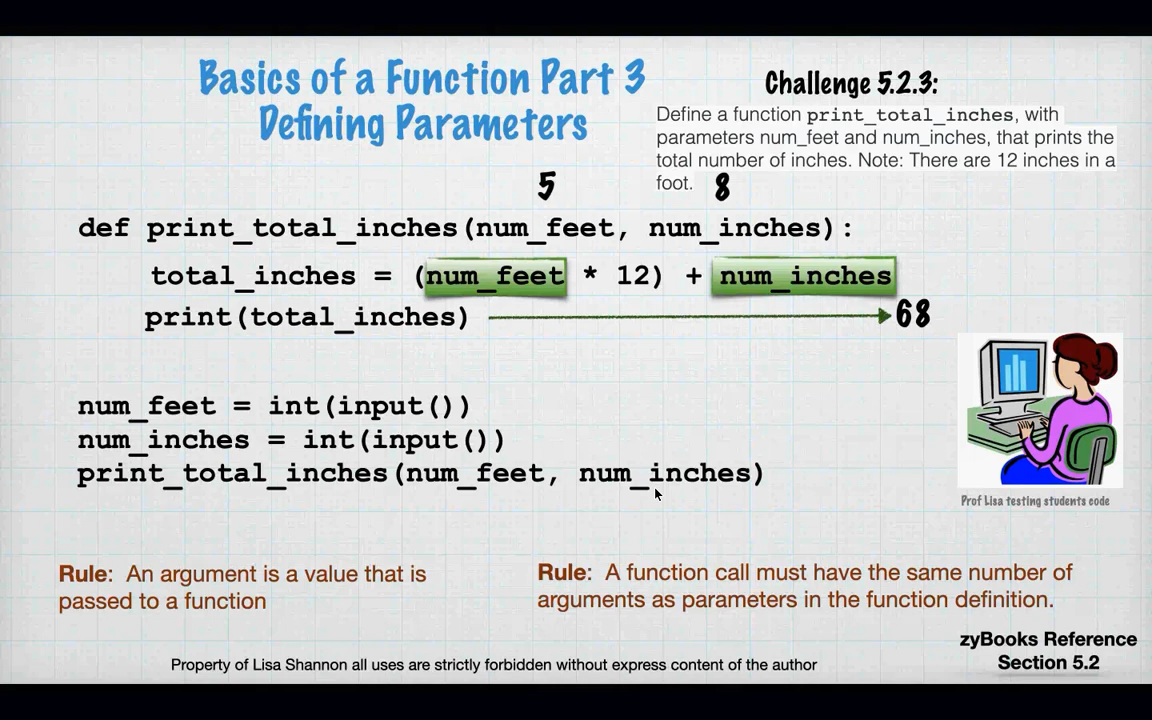 Basics of a Function Part 3
Defining Parameters
Challenge 5.2.3:
Define a function print_total_inches, with
parameters num_feet and num_inches, that prints the
total number of inches. Note: There are 12 inches in a
foot.
5
8
def print_total_inches(num_feet, num_inches):
total_inches = (num_feet * 12) + num_inches
print(total_inches)
68
num_feet = int(input())
num_inches = int(input())
print_total_inches(num_feet, num_inches)
Prof Lisa testing students code
Rule: An argument is a value that is
passed to a function
Rule: A function call must have the same number of
arguments as parameters in the function definition.
zyBooks Reference
Section 5.2
Property of Lisa Shannon all uses are strictly forbidden without express content of the author